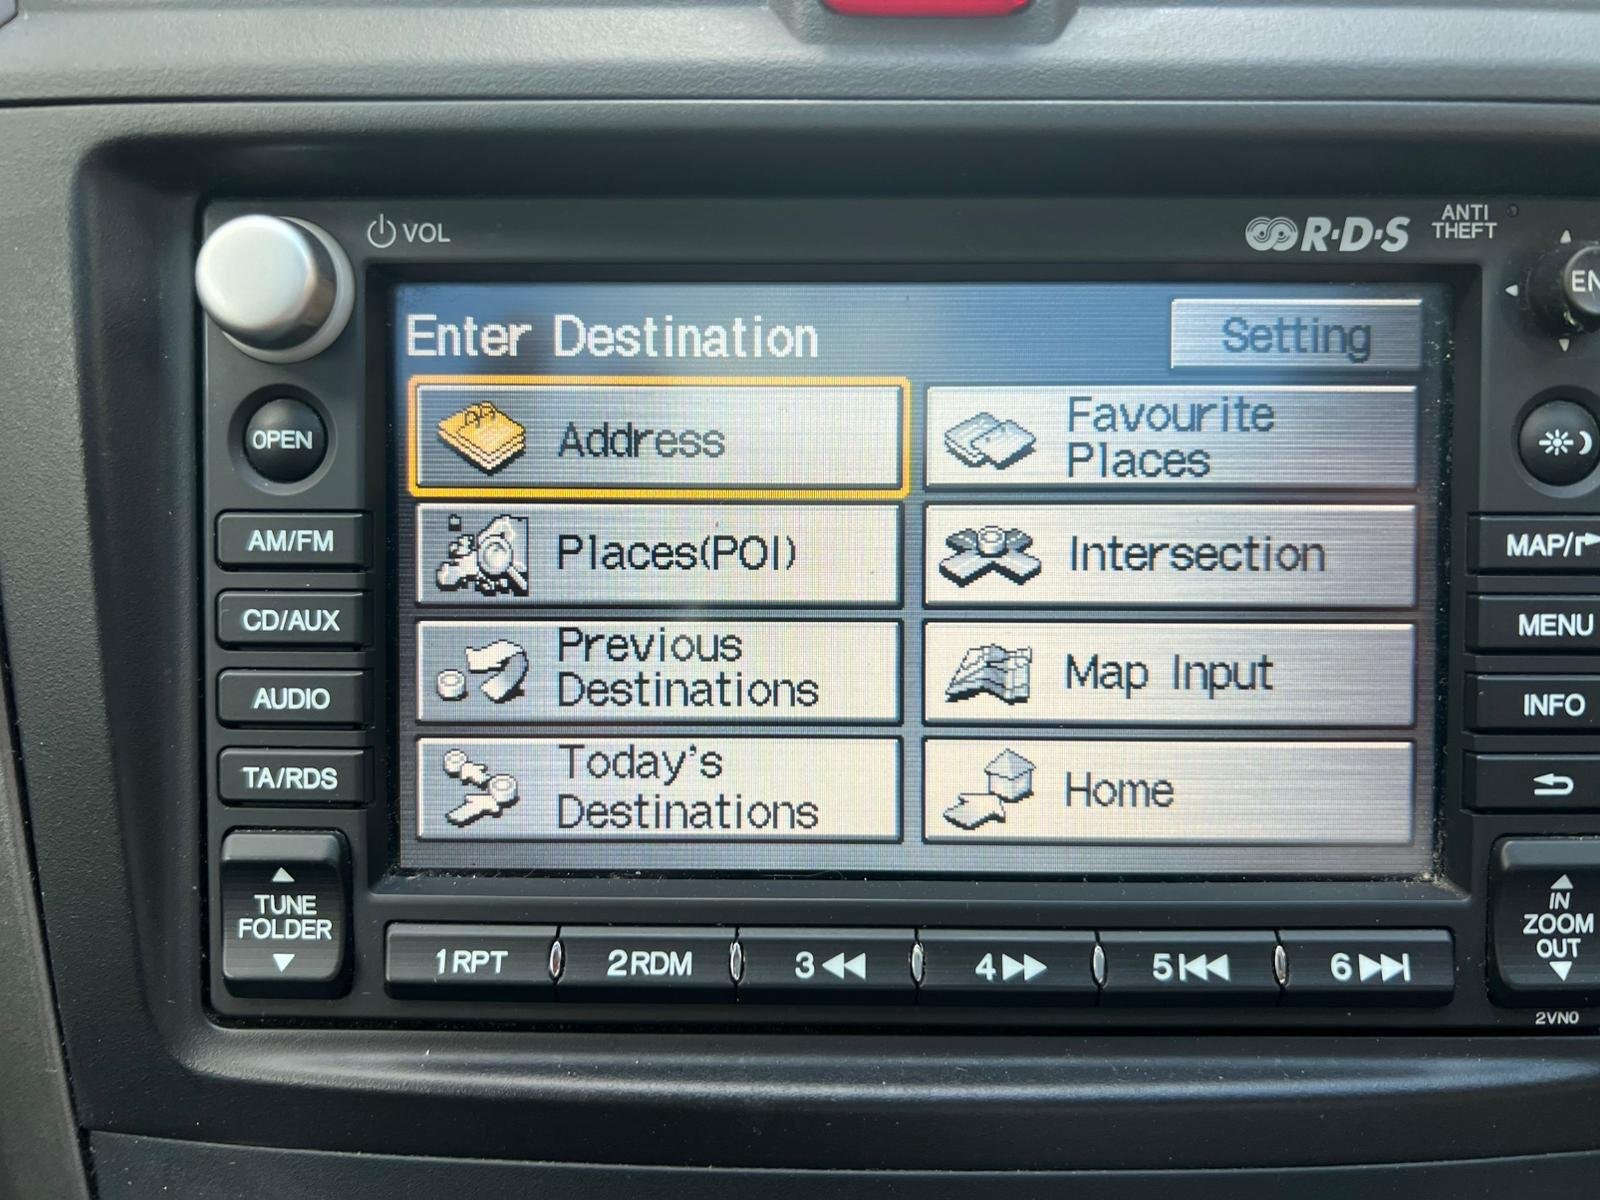 VOL
R·D·S
ANTI
THEFT
Enter Destination
Setting
OPEN
Address
Favourite
Places
AM/FM
Places(POI)
Intersection
MAP/
CD/AUX
Previous
Destinations
Map Input
MENU
AUDIO
INFO
TA/RDS
Today's
Destinations
Home
TUNE
FOLDER
IN
ZOOM
OUT
1RPT
2RDM
3
4
5
6
2VN0